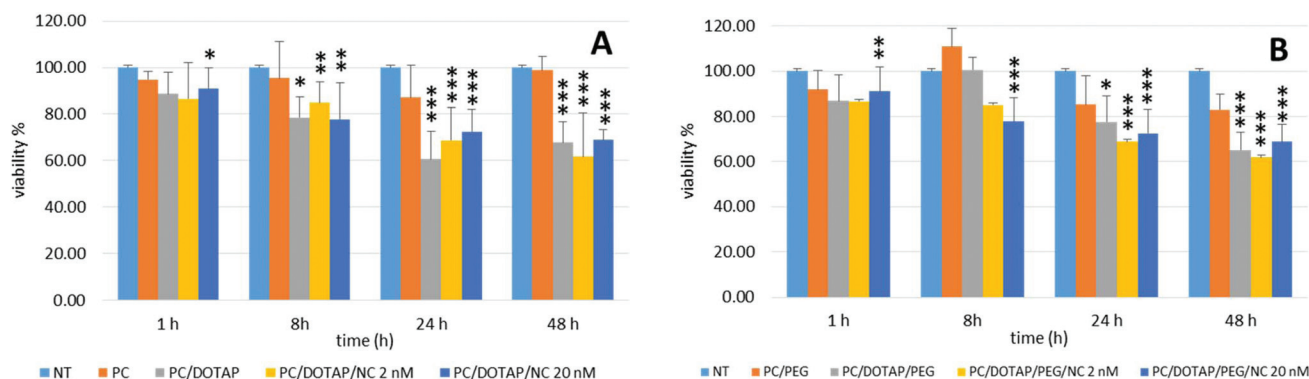 A
viability %
120.00
100.00
80.00
60.00
40.00
20.00
0.00
* * ** ** *** *** *** *** ***
1 h 8h 24 h 48 h
time (h)
NT PC PC/DOTAP PC/DOTAP/NC 2 nM PC/DOTAP/NC 20 nM
B
viability %
120.00
100.00
80.00
60.00
40.00
20.00
0.00
** *** * *** *** *** *** ***
1 h 8h 24 h 48 h
time (h)
NT PC/PEG PC/DOTAP/PEG PC/DOTAP/PEG/NC 2 nM PC/DOTAP/PEG/NC 20 nM